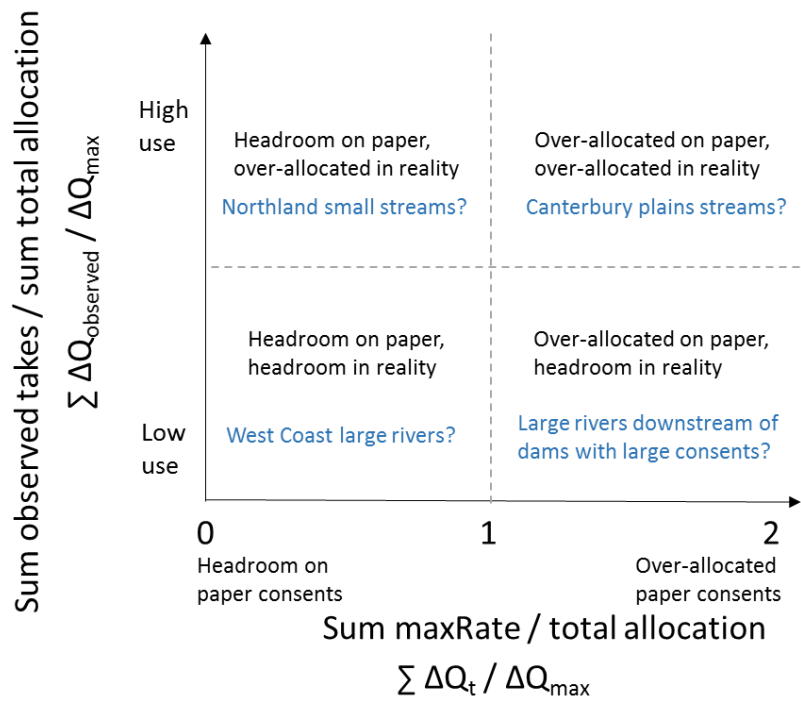 Sum observed takes / sum total allocation
∑ ΔQobserved / ΔQmax
High
use
Headroom on paper,
over-allocated in reality
Northland small streams?
Over-allocated on paper,
over-allocated in reality
Canterbury plains streams?
Headroom on paper,
headroom in reality
West Coast large rivers?
Over-allocated on paper,
headroom in reality
Large rivers downstream of
dams with large consents?
Low
use
0
1
2
Headroom on
paper consents
Over-allocated
paper consents
Sum maxRate / total allocation
∑ ΔQt / ΔQmax